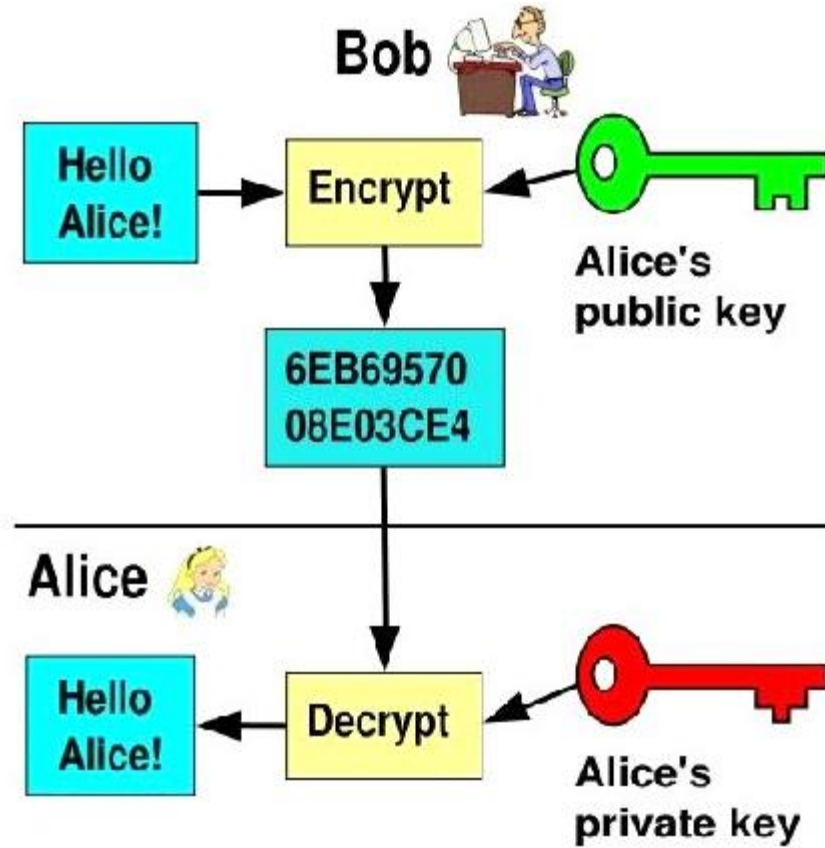 Bob
Hello
Alice!
Encrypt
Alice's
public key
6EB69570
08E03CE4
Alice
Hello
Alice!
Decrypt
Alice's
private key